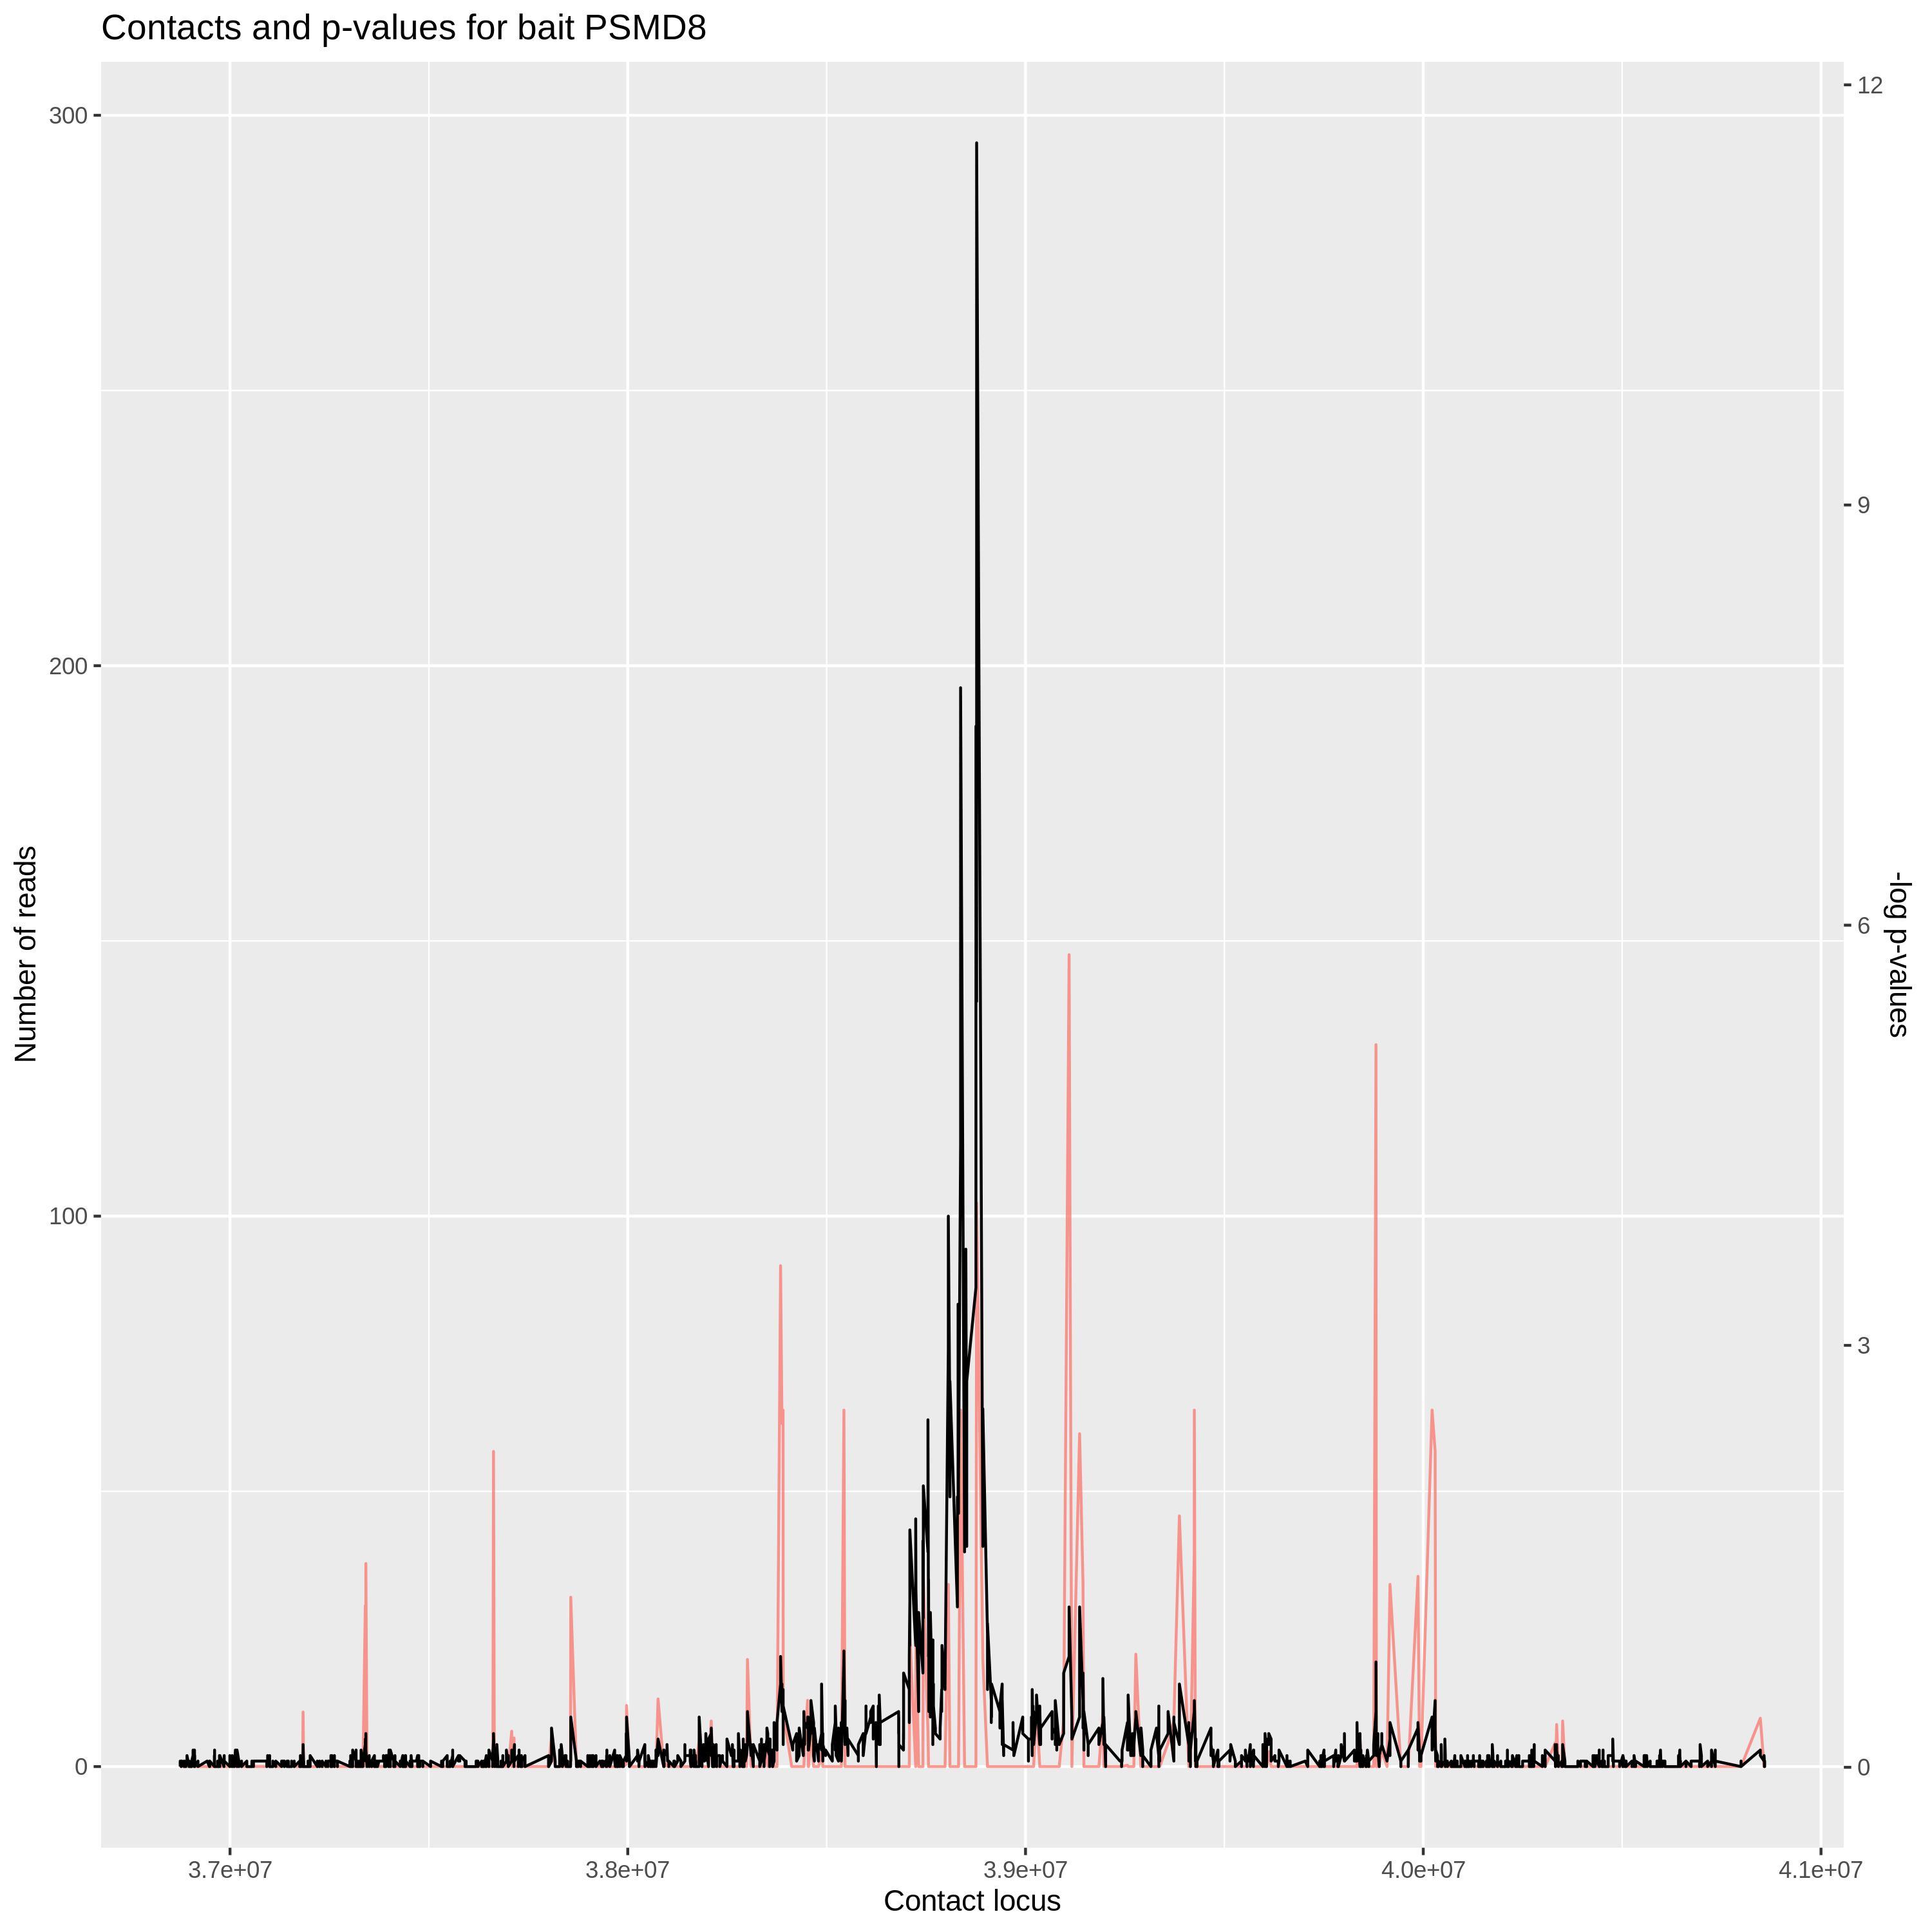 Contacts and p-values for bait PSMD8
300
200
100
0
Number of reads
12
9
6
3
0
-log p-values
3.7e+07
3.8e+07
3.9e+07
4.0e+07
4.1e+07
Contact locus